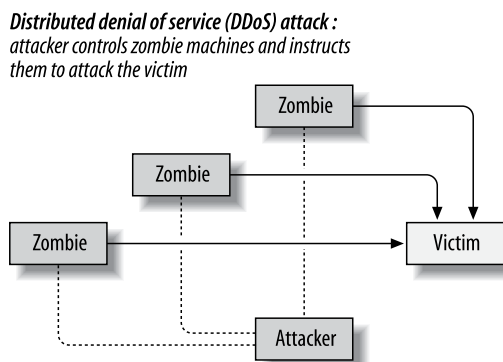 Distributed denial of service (DDoS) attack :
attacker controls zombie machines and instructs
them to attack the victim
Zombie
Zombie
Zombie
Victim
Attacker